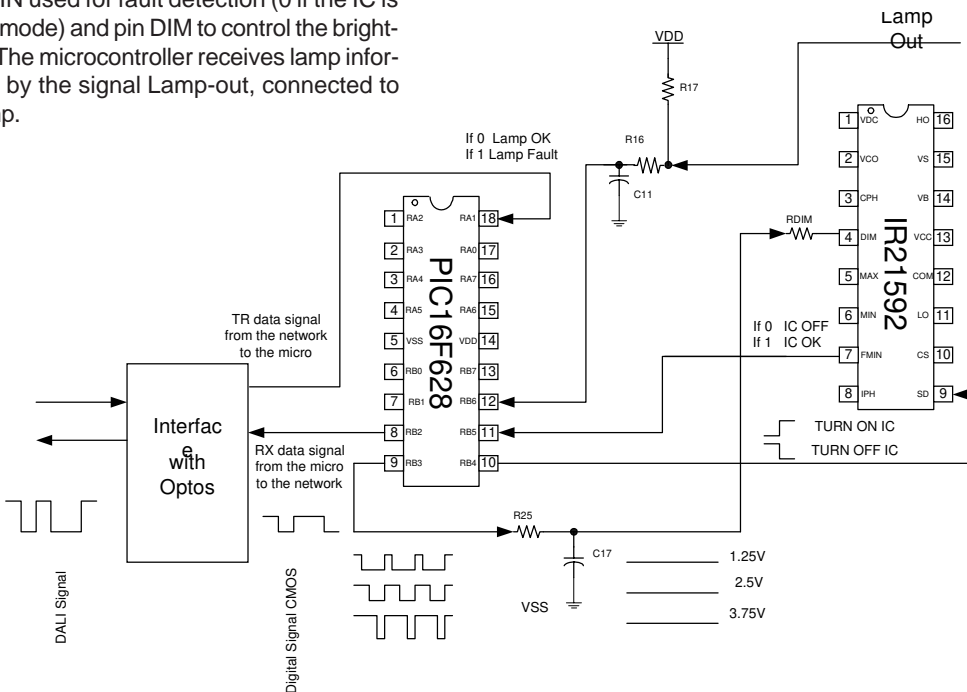 IN used for fault detection (0 if the IC is
mode) and pin DIM to control the bright-
The microcontroller receives lamp infor-
by the signal Lamp-out, connected to
Lamp
Out
VDD
R17
R16
C11
If 0 Lamp OK
If 1 Lamp Fault
PIC16F628
1 RA2
2 RA3
3 RA4
4 RA5
5 VSS
6 RB0
7 RB1
8 RB2
9 RB3
RA1 18
RA0 17
RA7 16
RA6 15
VDD 14
RB7 13
RB6 12
RB5 11
RB4 10
IR21592
1 VDC
2 VCO
3 CPH
4 DIM
5 MAX
6 MIN
7 FMIN
8 IPH
HO 16
VS 15
VB 14
VCC 13
COM 12
LO 11
CS 10
SD 9
RDIM
If 0 IC OFF
If 1 IC OK
TURN ON IC
TURN OFF IC
TR data signal
from the network
to the micro
Interfac
e
with
Optos
RX data signal
from the micro
to the network
R25
C17
VSS
1.25V
2.5V
3.75V
DALI Signal
Digital Signal CMOS